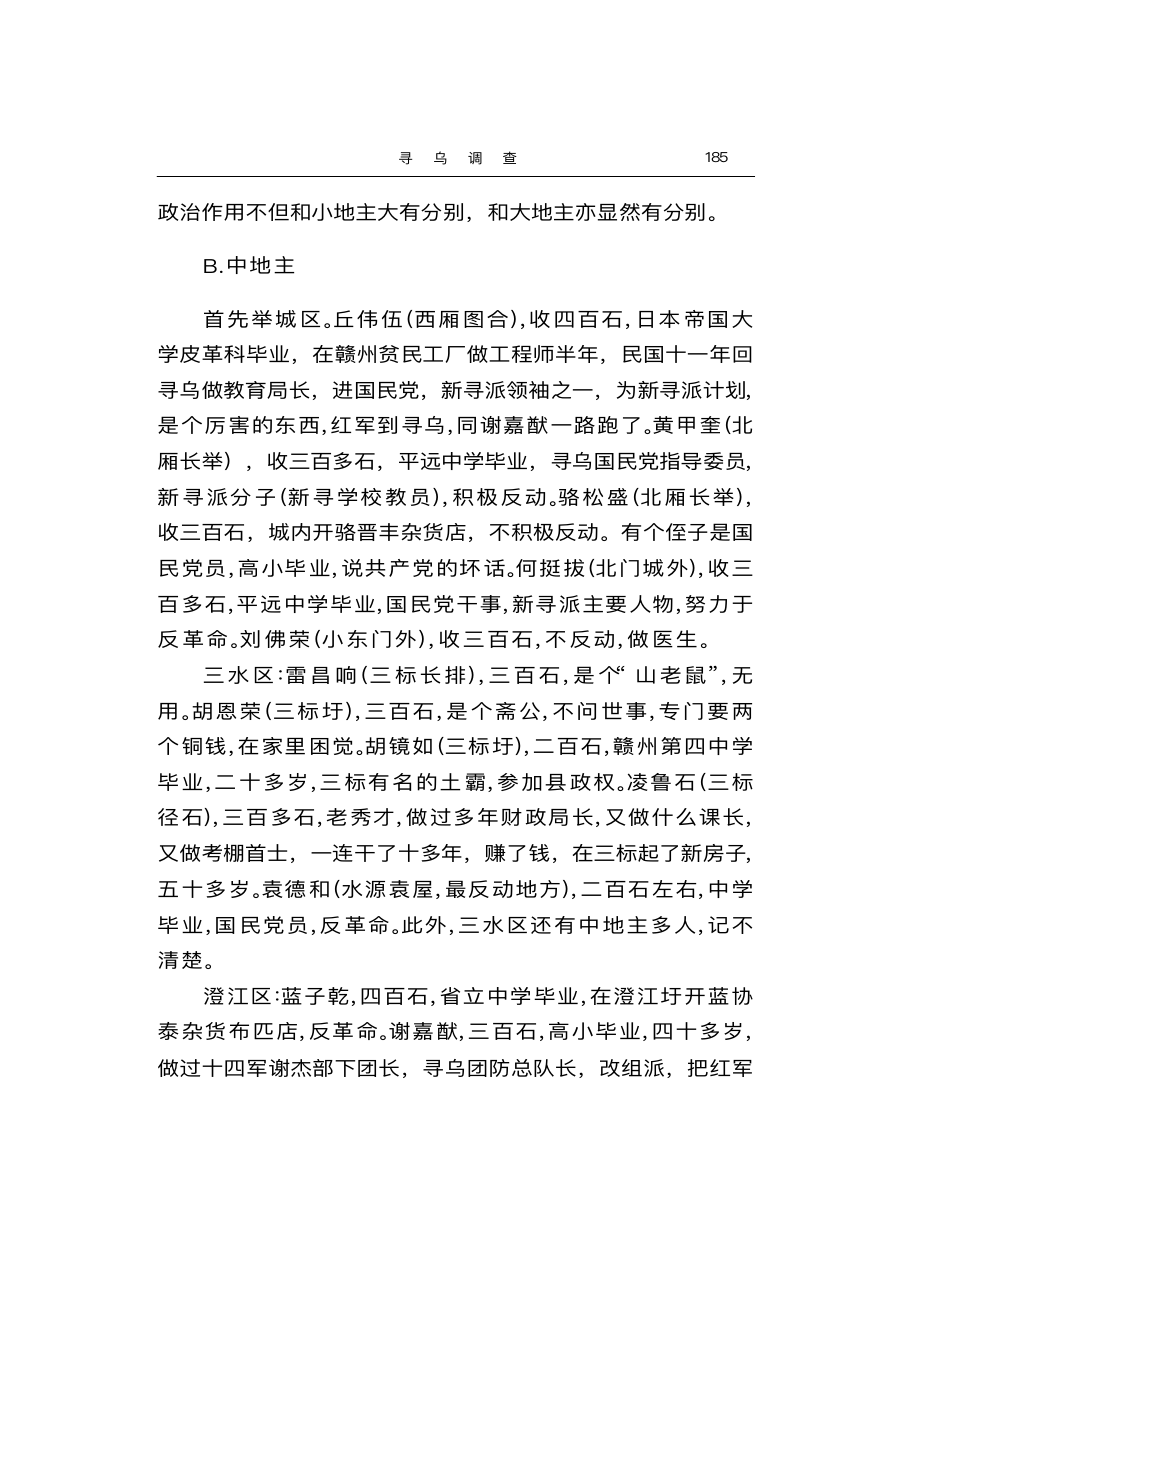 寻乌调查 185
政治作用不但和小地主大有分别，和大地主亦显然有分别。
B.中地主
首先举城区。丘伟伍(西厢图合),收四百石,日本帝国大
学皮革科毕业，在赣州贫民工厂做工程师半年，民国十一年回
寻乌做教育局长，进国民党，新寻派领袖之一，为新寻派计划,
是个厉害的东西,红军到寻乌,同谢嘉猷一路跑了。黄甲奎(北
厢长举），收三百多石，平远中学毕业，寻乌国民党指导委员,
新寻派分子(新寻学校教员),积极反动。骆松盛(北厢长举),
收三百石，城内开骆晋丰杂货店，不积极反动。有个侄子是国
民党员,高小毕业,说共产党的坏话。何挺拔(北门城外),收三
百多石,平远中学毕业,国民党干事,新寻派主要人物,努力于
反革命。刘佛荣(小东门外),收三百石,不反动,做医生。
三水区:雷昌响(三标长排),三百石,是个“山老鼠”,无
用。胡恩荣(三标圩),三百石,是个斋公,不问世事,专门要两
个铜钱,在家里困觉。胡镜如(三标圩),二百石,赣州第四中学
毕业,二十多岁,三标有名的土霸,参加县政权。凌鲁石(三标
径石),三百多石,老秀才,做过多年财政局长,又做什么课长,
又做考棚首士，一连干了十多年，赚了钱，在三标起了新房子,
五十多岁。袁德和(水源袁屋,最反动地方),二百石左右,中学
毕业,国民党员,反革命。此外,三水区还有中地主多人,记不
清楚。
澄江区:蓝子乾,四百石,省立中学毕业,在澄江圩开蓝协
泰杂货布匹店,反革命。谢嘉猷,三百石,高小毕业,四十多岁,
做过十四军谢杰部下团长，寻乌团防总队长，改组派，把红军